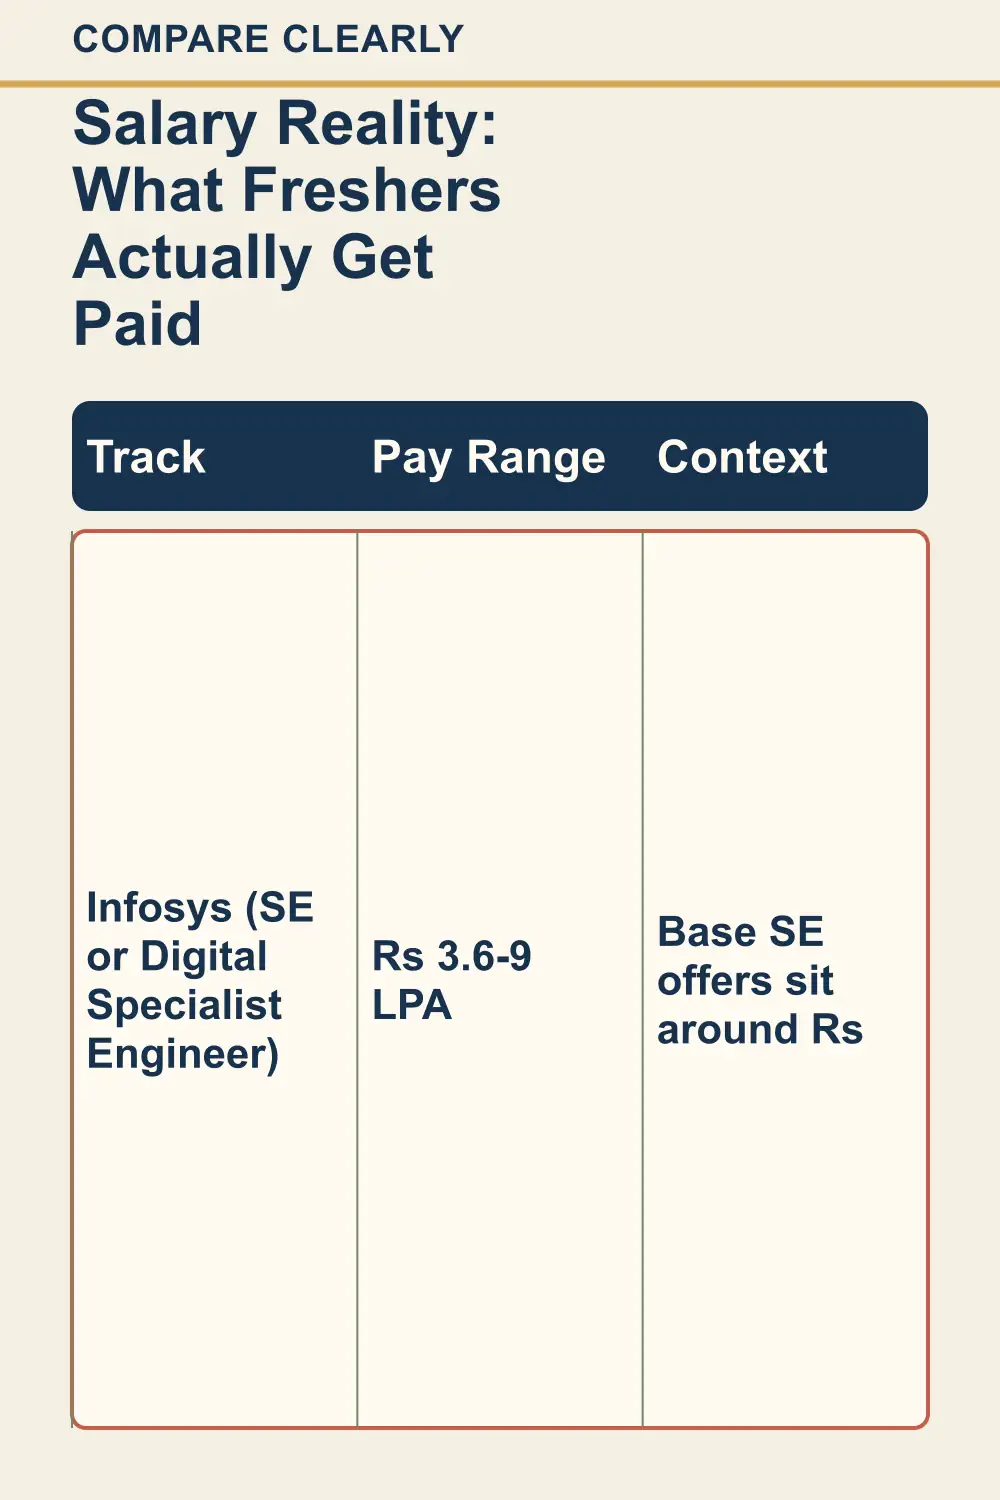 COMPARE CLEARLY
Salary Reality:
What Freshers
Actually Get
Paid
Track Pay Range Context
Infosys (SE
or Digital
Specialist
Engineer)
Rs 3.6-9
LPA
Base SE
offers sit
around Rs